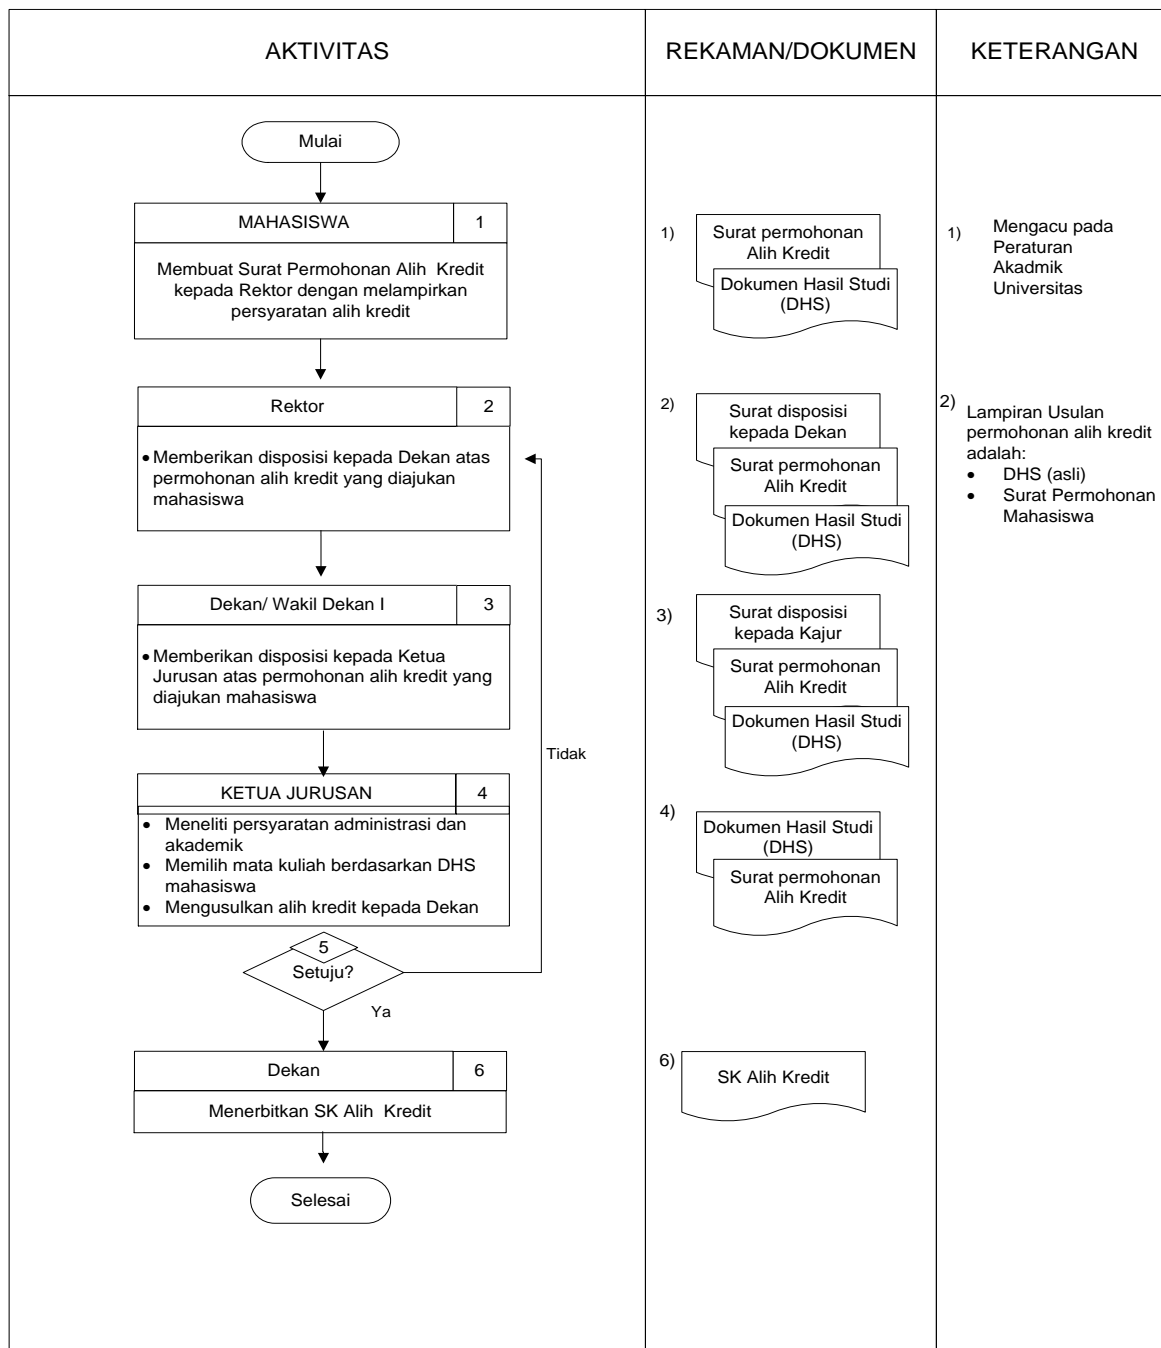 AKTIVITAS
REKAMAN/DOKUMEN
KETERANGAN
Mulai
MAHASISWA
1
Membuat Surat Permohonan Alih  Kredit
kepada Rektor dengan melampirkan
persyaratan alih kredit
1)
Surat permohonan
Alih Kredit
Dokumen Hasil Studi
(DHS)
1)
Mengacu pada
Peraturan
Akadmik
Universitas
Rektor
2
• Memberikan disposisi kepada Dekan atas
permohonan alih kredit yang diajukan
mahasiswa
2)
Surat disposisi
kepada Dekan
Surat permohonan
Alih Kredit
Dokumen Hasil Studi
(DHS)
2)
Lampiran Usulan
permohonan alih kredit
adalah:
• DHS (asli)
• Surat Permohonan
Mahasiswa
Dekan/ Wakil Dekan I
3
• Memberikan disposisi kepada Ketua
Jurusan atas permohonan alih kredit yang
diajukan mahasiswa
3)
Surat disposisi
kepada Kajur
Surat permohonan
Alih Kredit
Dokumen Hasil Studi
(DHS)
Tidak
KETUA JURUSAN
4
• Meneliti persyaratan administrasi dan
akademik
• Memilih mata kuliah berdasarkan DHS
mahasiswa
• Mengusulkan alih kredit kepada Dekan
4)
Dokumen Hasil Studi
(DHS)
Surat permohonan
Alih Kredit
5
Setuju?
Ya
Dekan
6
Menerbitkan SK Alih  Kredit
6)
SK Alih Kredit
Selesai